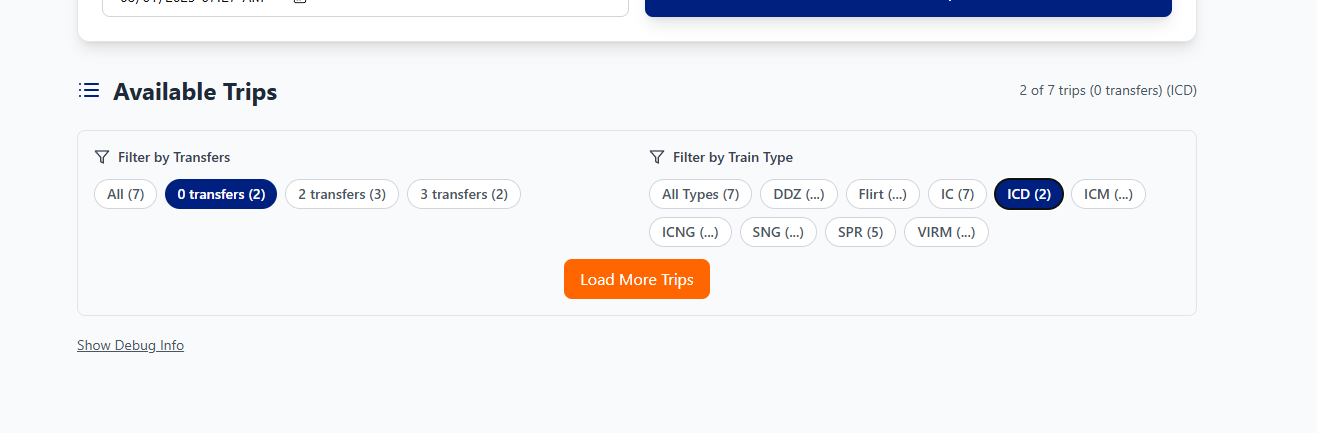 Available Trips
2 of 7 trips (0 transfers) (ICD)
Filter by Transfers
All (7)
0 transfers (2)
2 transfers (3)
3 transfers (2)
Filter by Train Type
All Types (7)
DDZ (...)
Flirt (...)
IC (7)
ICD (2)
ICM (...)
ICNG (...)
SNG (...)
SPR (5)
VIRM (...)
Load More Trips
Show Debug Info